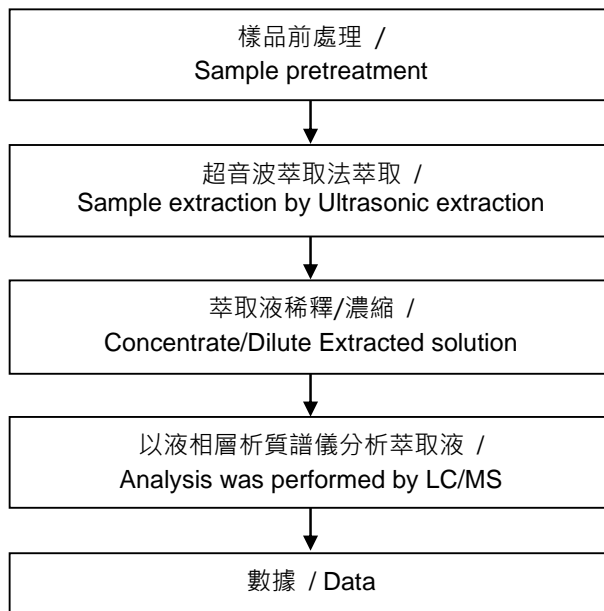 樣品前處理 /
Sample pretreatment
超音波萃取法萃取 /
Sample extraction by Ultrasonic extraction
萃取液稀釋/濃縮 /
Concentrate/Dilute Extracted solution
以液相層析質譜儀分析萃取液 /
Analysis was performed by LC/MS
數據 / Data